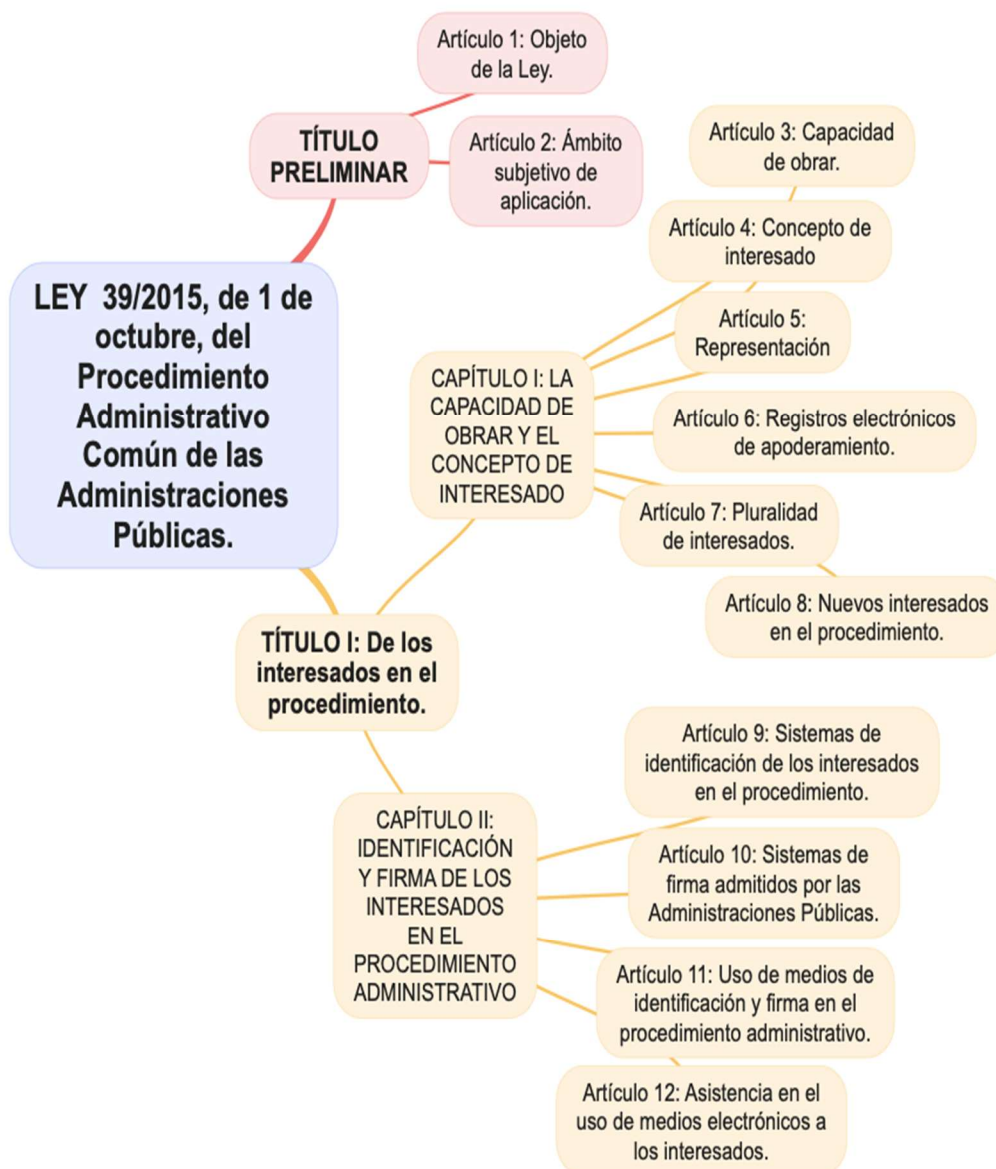 LEY 39/2015, de 1 de
octubre, del
Procedimiento
Administrativo
Común de las
Administraciones
Públicas.
TÍTULO
PRELIMINAR
Artículo 1: Objeto
de la Ley.
Artículo 2: Ámbito
subjetivo de
aplicación.
TÍTULO I: De los
interesados en el
procedimiento.
CAPÍTULO I: LA
CAPACIDAD DE
OBRAR Y EL
CONCEPTO DE
INTERESADO
Artículo 3: Capacidad
de obrar.
Artículo 4: Concepto de
interesado
Artículo 5:
Representación
Artículo 6: Registros electrónicos
de apoderamiento.
Artículo 7: Pluralidad
de interesados.
Artículo 8: Nuevos interesados
en el procedimiento.
CAPÍTULO II:
IDENTIFICACIÓN
Y FIRMA DE LOS
INTERESADOS
EN EL
PROCEDIMIENTO
ADMINISTRATIVO
Artículo 9: Sistemas de
identificación de los interesados
en el procedimiento.
Artículo 10: Sistemas de
firma admitidos por las
Administraciones Públicas.
Artículo 11: Uso de medios de
identificación y firma en el
procedimiento administrativo.
Artículo 12: Asistencia en el
uso de medios electrónicos a
los interesados.